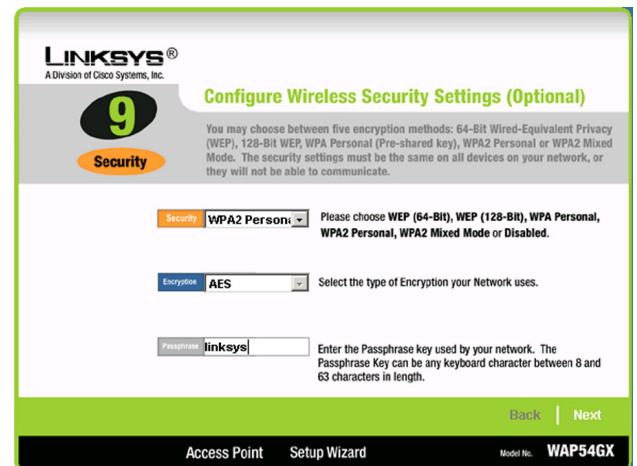 LINKSYS®
A Division of Cisco Systems, Inc.
9
Security
Configure Wireless Security Settings (Optional)
You may choose between five encryption methods: 64-Bit Wired-Equivalent Privacy
(WEP), 128-Bit WEP, WPA Personal (Pre-shared key), WPA2 Personal or WPA2 Mixed
Mode. The security settings must be the same on all devices on your network, or
they will not be able to communicate.
Security WPA2 Persona
Please choose WEP (64-Bit), WEP (128-Bit), WPA Personal,
WPA2 Personal, WPA2 Mixed Mode or Disabled.
Encryption AES
Select the type of Encryption your Network uses.
Passphrase linksys
Enter the Passphrase key used by your network. The
Passphrase Key can be any keyboard character between 8 and
63 characters in length.
Back Next
Access Point Setup Wizard Model No. WAP54GX